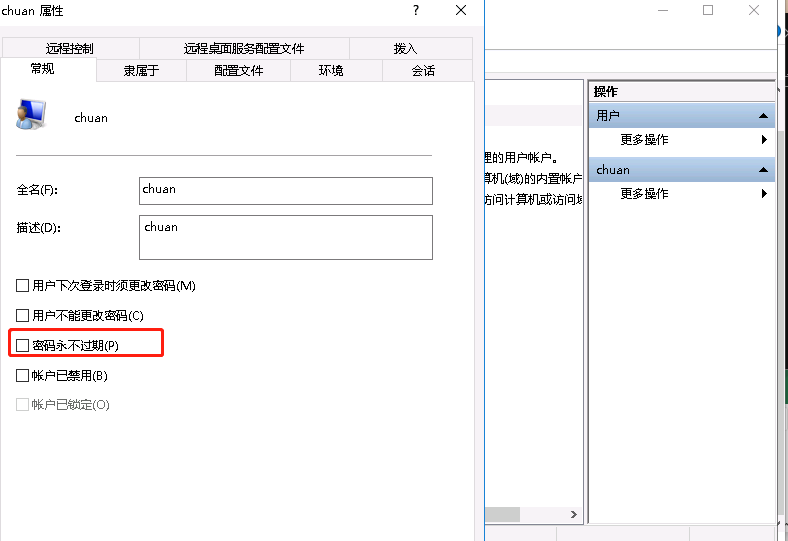 chuan 属性
?
远程控制
远程桌面服务配置文件
拨入
常规
隶属于
配置文件
环境
会话
chuan
全名(F):
chuan
描述(D):
chuan
用户下次登录时须更改密码(M)
用户不能更改密码(C)
密码永不过期(P)
帐户已禁用(B)
帐户已锁定(O)
理的用户帐户。
算机(域)的内置帐户
访问计算机或访问域
操作
用户
更多操作
chuan
更多操作